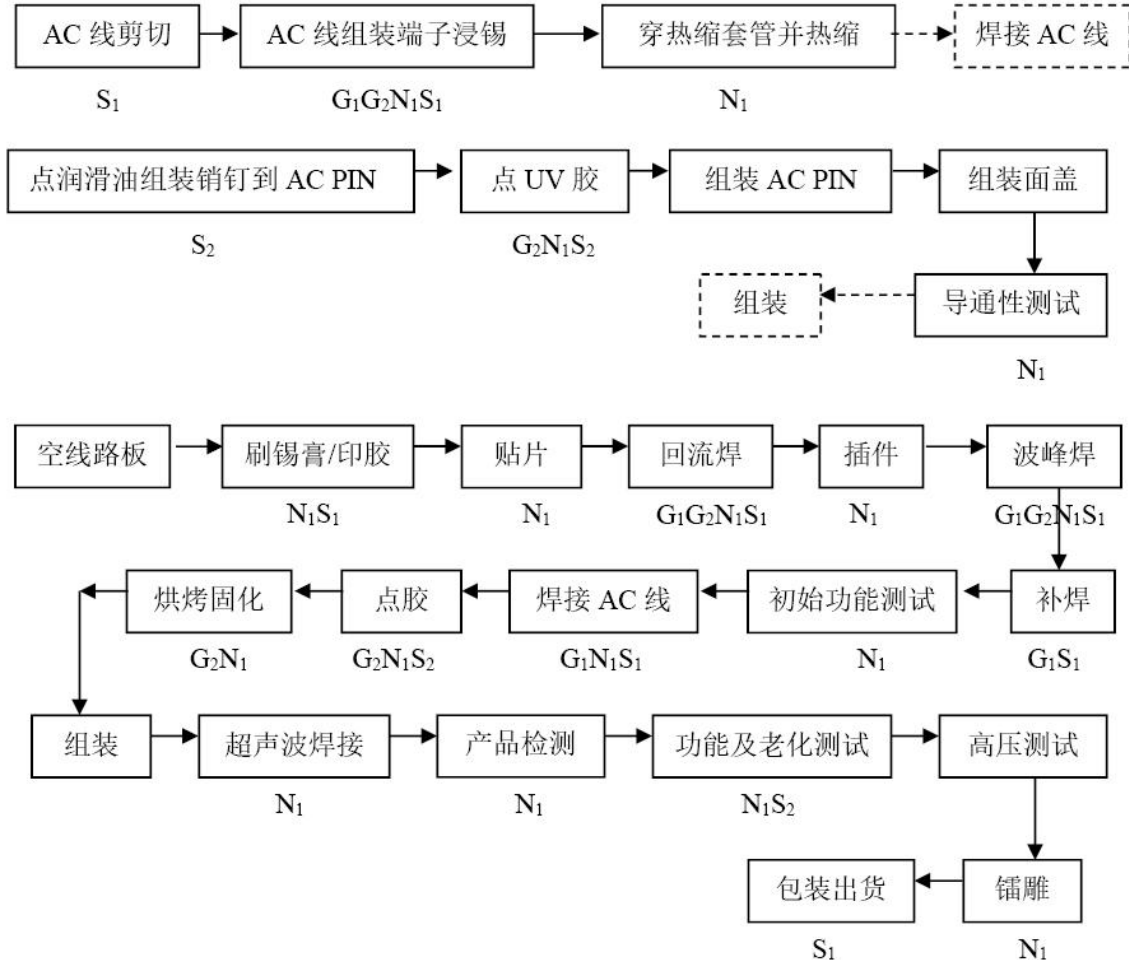 AC 线剪切 AC 线组装端子浸锡 穿热缩套管并热缩 焊接 AC 线
S₁ G₁G₂N₁S₁ N₁
点润滑油组装销钉到 AC PIN 点 UV 胶 组装 AC PIN 组装面盖
S₂ G₂N₁S₂
组装 导通性测试
N₁
空线路板 刷锡膏/印胶 贴片 回流焊 插件 波峰焊
N₁S₁ N₁ G₁G₂N₁S₁ N₁ G₁G₂N₁S₁
烘烤固化 点胶 焊接 AC 线 初始功能测试 补焊
G₂N₁ G₂N₁S₂ G₁N₁S₁ N₁ G₁S₁
组装 超声波焊接 产品检测 功能及老化测试 高压测试
N₁ N₁ N₁S₂
包装出货 镭雕
S₁ N₁